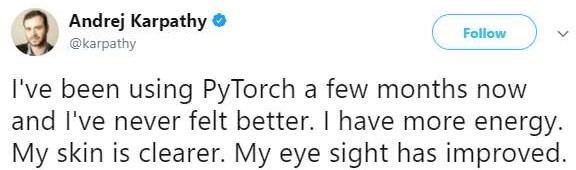 Andrej Karpathy
@karpathy
Follow
I've been using PyTorch a few months now
and I've never felt better. I have more energy.
My skin is clearer. My eye sight has improved.